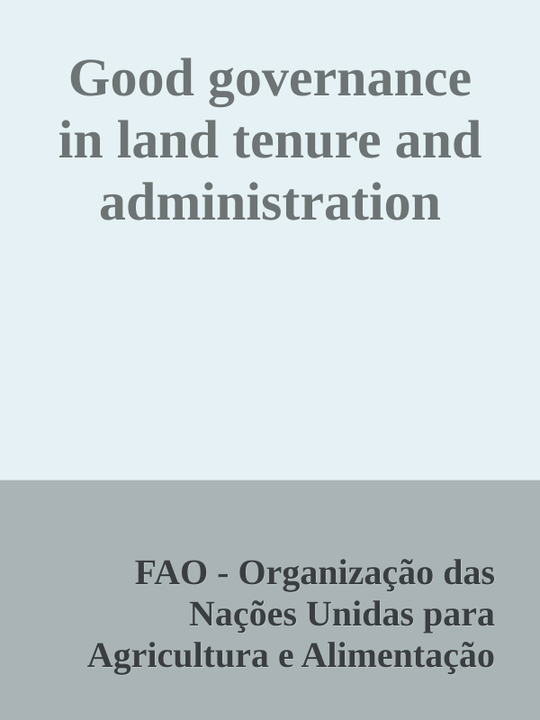 Good governance
in land tenure and
administration
FAO - Organização das
Nações Unidas para
Agricultura e Alimentação